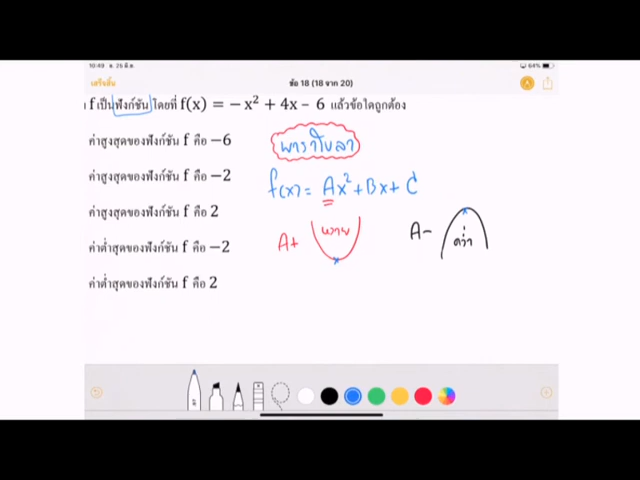 10:49 อ. 25 มิ.ย. 64%
เสร็จสิ้น ข้อ 18 (18 จาก 20)
f เป็นฟังก์ชัน โดยที่ f(x) = −x² + 4x − 6 แล้วข้อใดถูกต้อง
ค่าสูงสุดของฟังก์ชัน f คือ −6
พาราโบลา
ค่าสูงสุดของฟังก์ชัน f คือ −2
f(x) = Ax² + Bx + C
ค่าสูงสุดของฟังก์ชัน f คือ 2
A+ หงาย A− คว่ำ
ค่าต่ำสุดของฟังก์ชัน f คือ −2
ค่าต่ำสุดของฟังก์ชัน f คือ 2